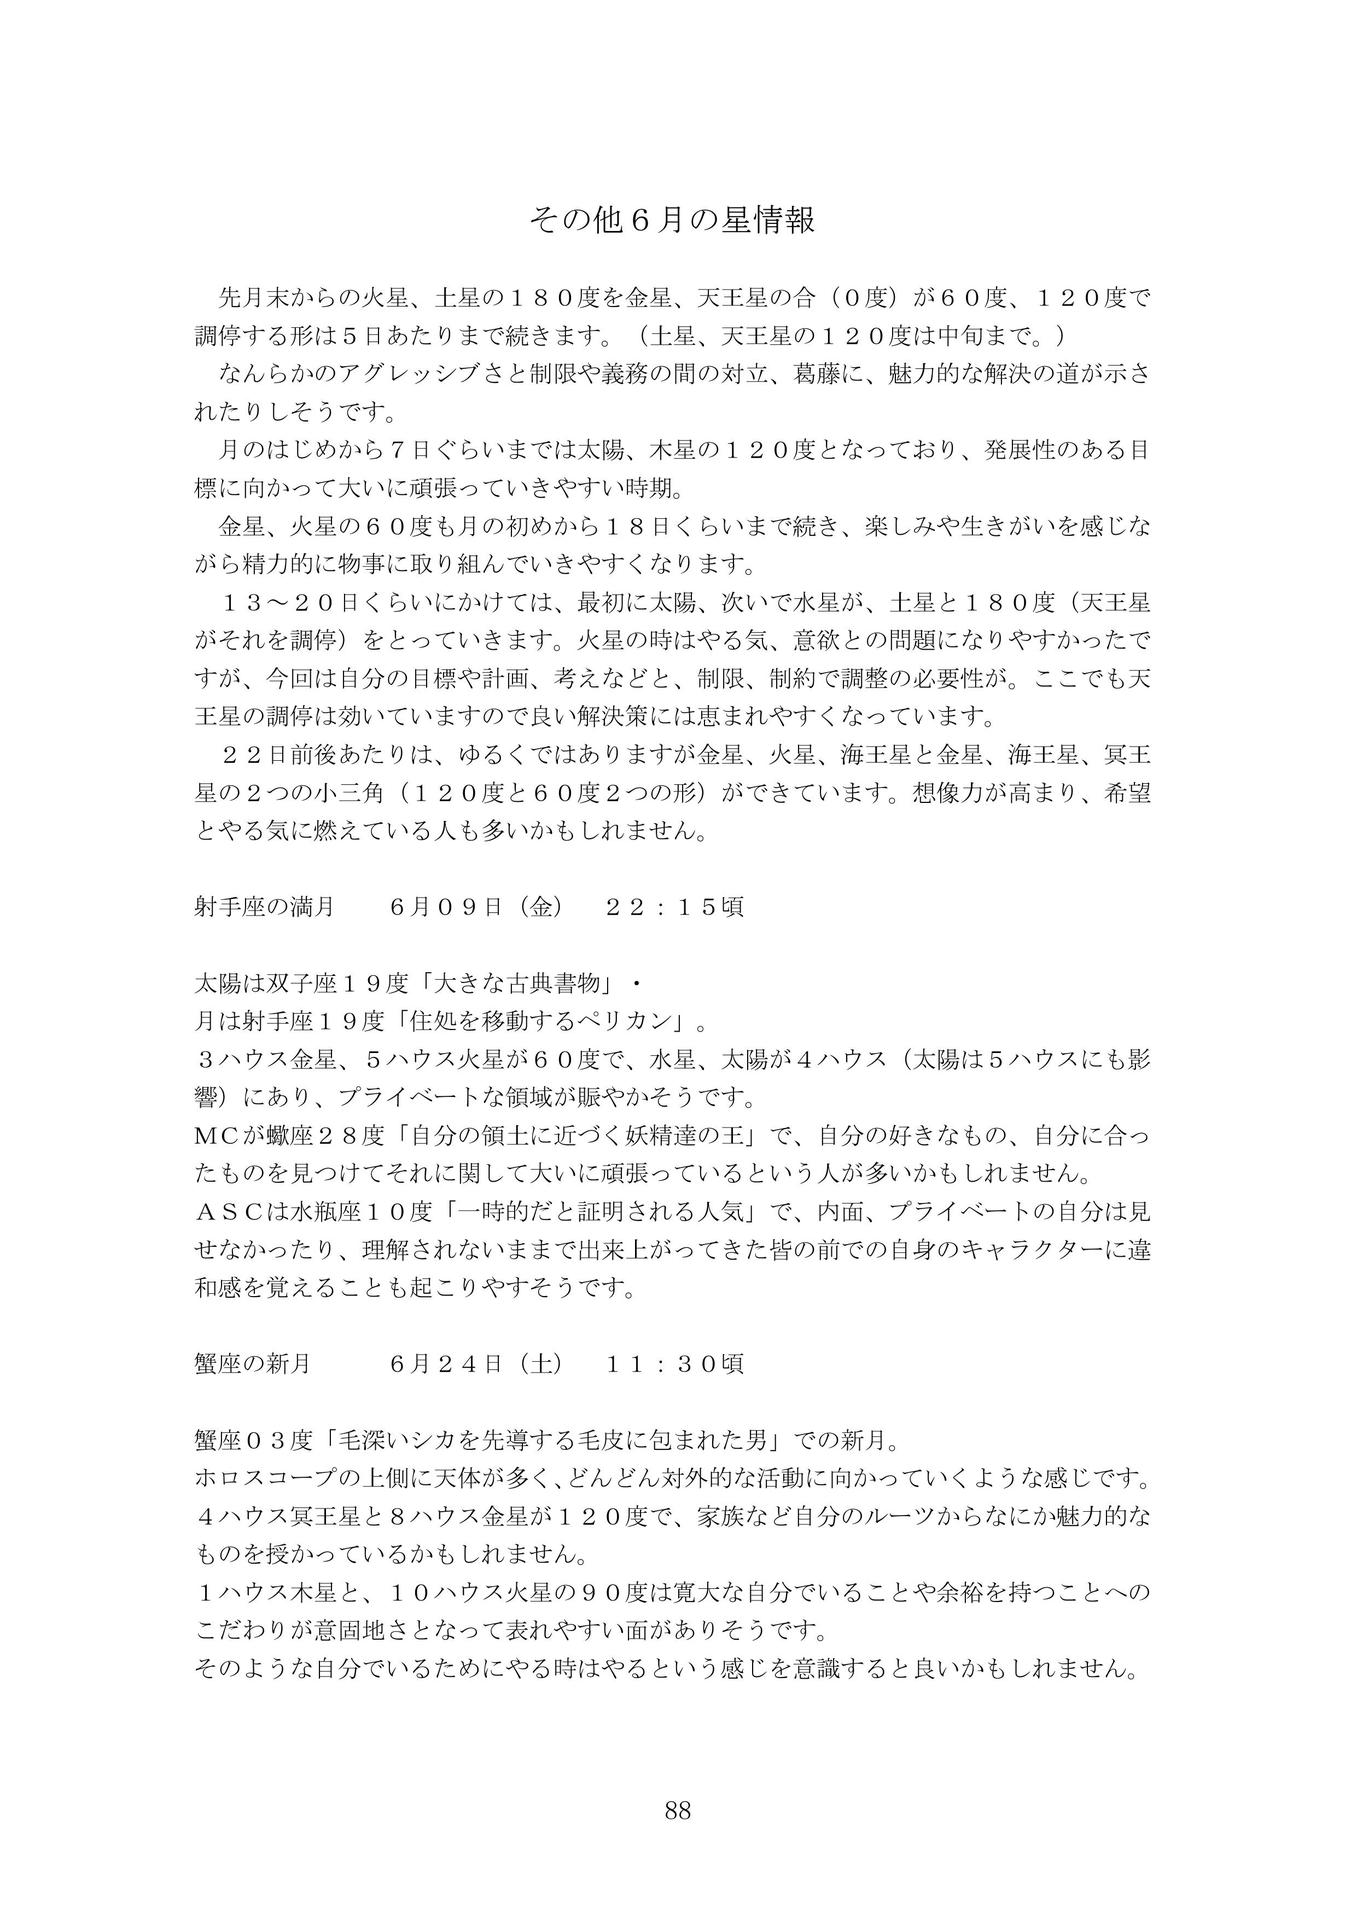 その他６月の星情報
　先月末からの火星、土星の１８０度を金星、天王星の合（０度）が６０度、１２０度で
調停する形は５日あたりまで続きます。（土星、天王星の１２０度は中旬まで。）
　なんらかのアグレッシブさと制限や義務の間の対立、葛藤に、魅力的な解決の道が示さ
れたりしそうです。
　月のはじめから７日ぐらいまでは太陽、木星の１２０度となっており、発展性のある目
標に向かって大いに頑張っていきやすい時期。
　金星、火星の６０度も月の初めから１８日くらいまで続き、楽しみや生きがいを感じな
がら精力的に物事に取り組んでいきやすくなります。
　１３～２０日くらいにかけては、最初に太陽、次いで水星が、土星と１８０度（天王星
がそれを調停）をとっていきます。火星の時はやる気、意欲との問題になりやすかったで
すが、今回は自分の目標や計画、考えなどと、制限、制約で調整の必要性が。ここでも天
王星の調停は効いていますので良い解決策には恵まれやすくなっています。
　２２日前後あたりは、ゆるくではありますが金星、火星、海王星と金星、海王星、冥王
星の２つの小三角（１２０度と６０度２つの形）ができています。想像力が高まり、希望
とやる気に燃えている人も多いかもしれません。
射手座の満月　　６月０９日（金）　２２：１５頃
太陽は双子座１９度「大きな古典書物」・
月は射手座１９度「住処を移動するペリカン」。
３ハウス金星、５ハウス火星が６０度で、水星、太陽が４ハウス（太陽は５ハウスにも影
響）にあり、プライベートな領域が賑やかそうです。
ＭＣが蠍座２８度「自分の領土に近づく妖精達の王」で、自分の好きなもの、自分に合っ
たものを見つけてそれに関して大いに頑張っているという人が多いかもしれません。
ＡＳＣは水瓶座１０度「一時的だと証明される人気」で、内面、プライベートの自分は見
せなかったり、理解されないままで出来上がってきた皆の前での自身のキャラクターに違
和感を覚えることも起こりやすそうです。
蟹座の新月　　　６月２４日（土）　１１：３０頃
蟹座０３度「毛深いシカを先導する毛皮に包まれた男」での新月。
ホロスコープの上側に天体が多く、どんどん対外的な活動に向かっていくような感じです。
４ハウス冥王星と８ハウス金星が１２０度で、家族など自分のルーツからなにか魅力的な
ものを授かっているかもしれません。
１ハウス木星と、１０ハウス火星の９０度は寛大な自分でいることや余裕を持つことへの
こだわりが意固地さとなって表れやすい面がありそうです。
そのような自分でいるためにやる時はやるという感じを意識すると良いかもしれません。
88